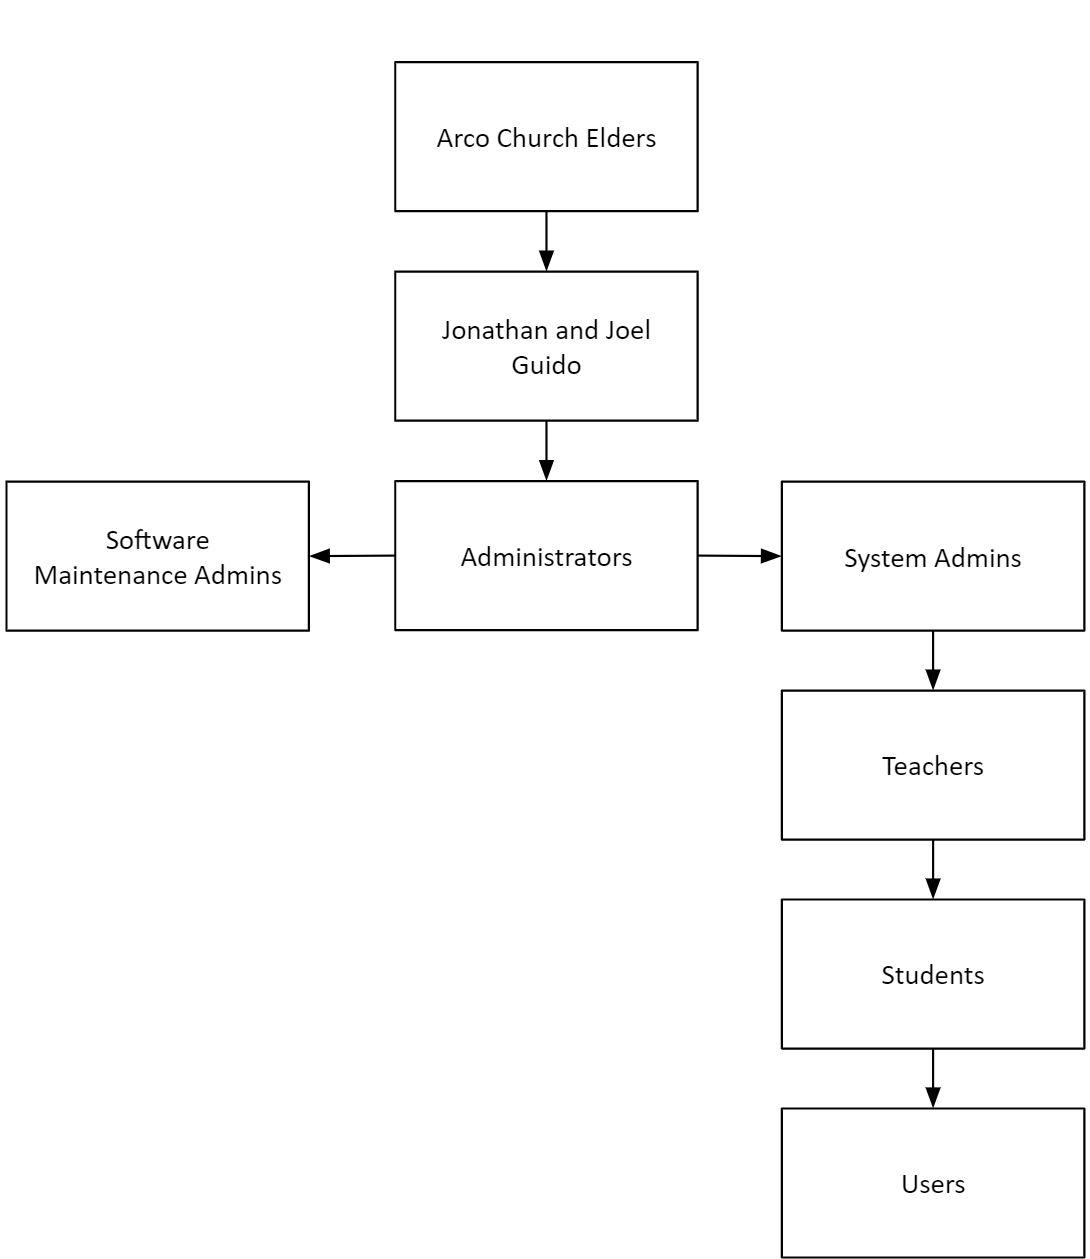 Arco Church Elders
Jonathan and Joel
Guido
Software
Maintenance Admins
Administrators
System Admins
Teachers
Students
Users